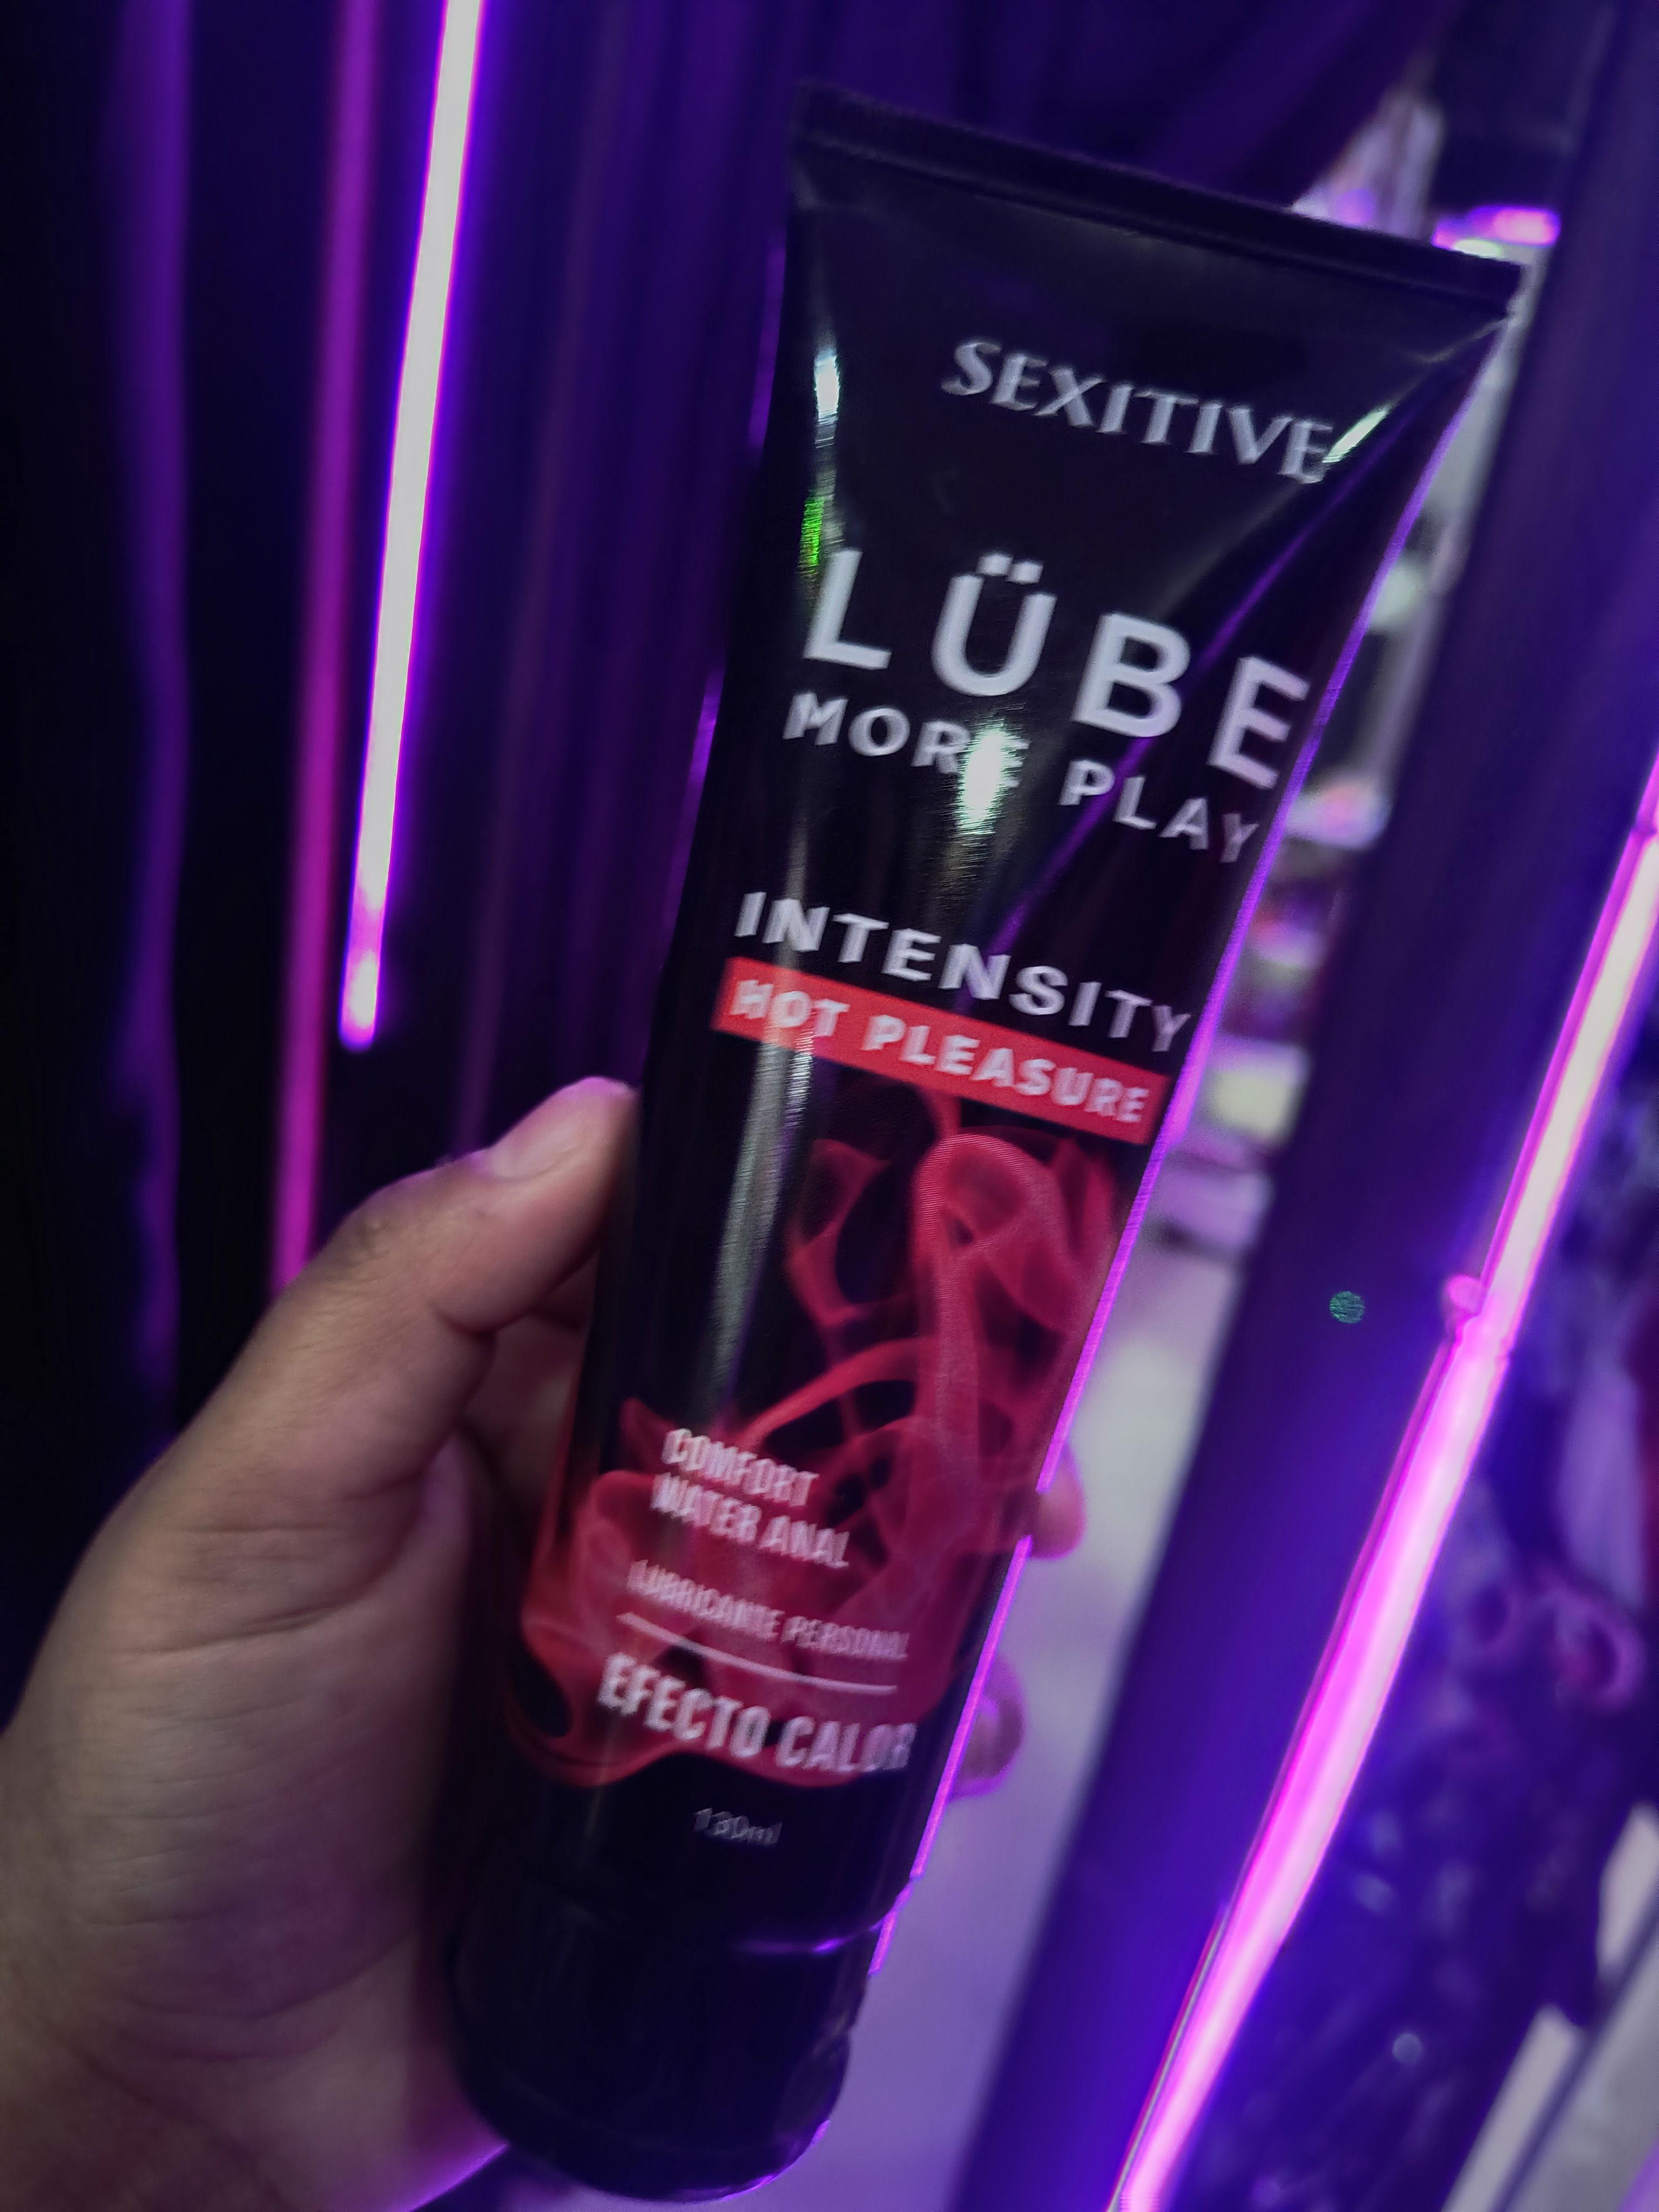 SEXITIVE
LÜBE
MORE PLAY
INTENSITY
HOT PLEASURE
COMFORT
WATER ANAL
LUBRICANTE PERSONAL
EFECTO CALOR
130ml